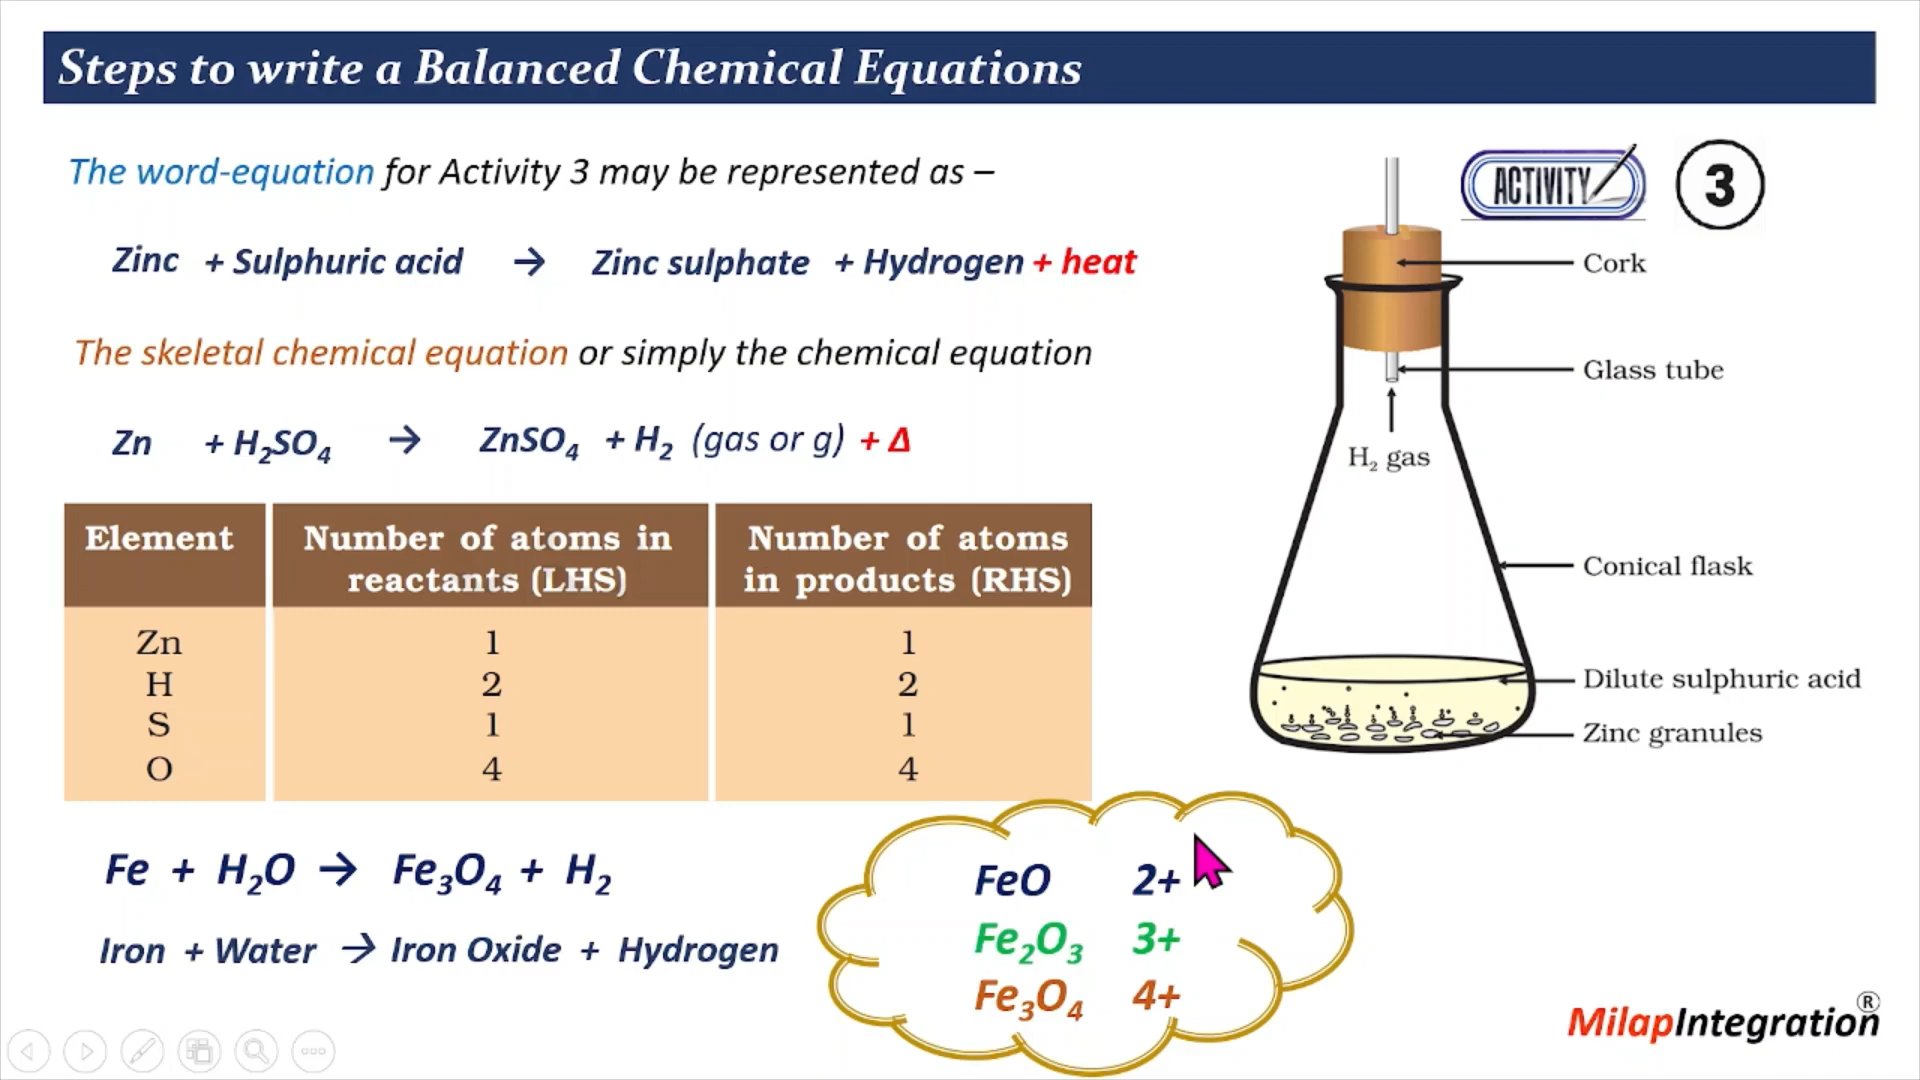 Steps to write a Balanced Chemical Equations
The word-equation for Activity 3 may be represented as –
Zinc + Sulphuric acid → Zinc sulphate + Hydrogen + heat
The skeletal chemical equation or simply the chemical equation
Zn + H₂SO₄ → ZnSO₄ + H₂ (gas or g) + Δ
Element Number of atoms in reactants (LHS) Number of atoms in products (RHS)
Zn 1 1
H 2 2
S 1 1
O 4 4
Fe + H₂O → Fe₃O₄ + H₂
Iron + Water → Iron Oxide + Hydrogen
FeO 2+
Fe₂O₃ 3+
Fe₃O₄ 4+
ACTIVITY 3
Cork
Glass tube
H₂ gas
Conical flask
Dilute sulphuric acid
Zinc granules
MilapIntegration®